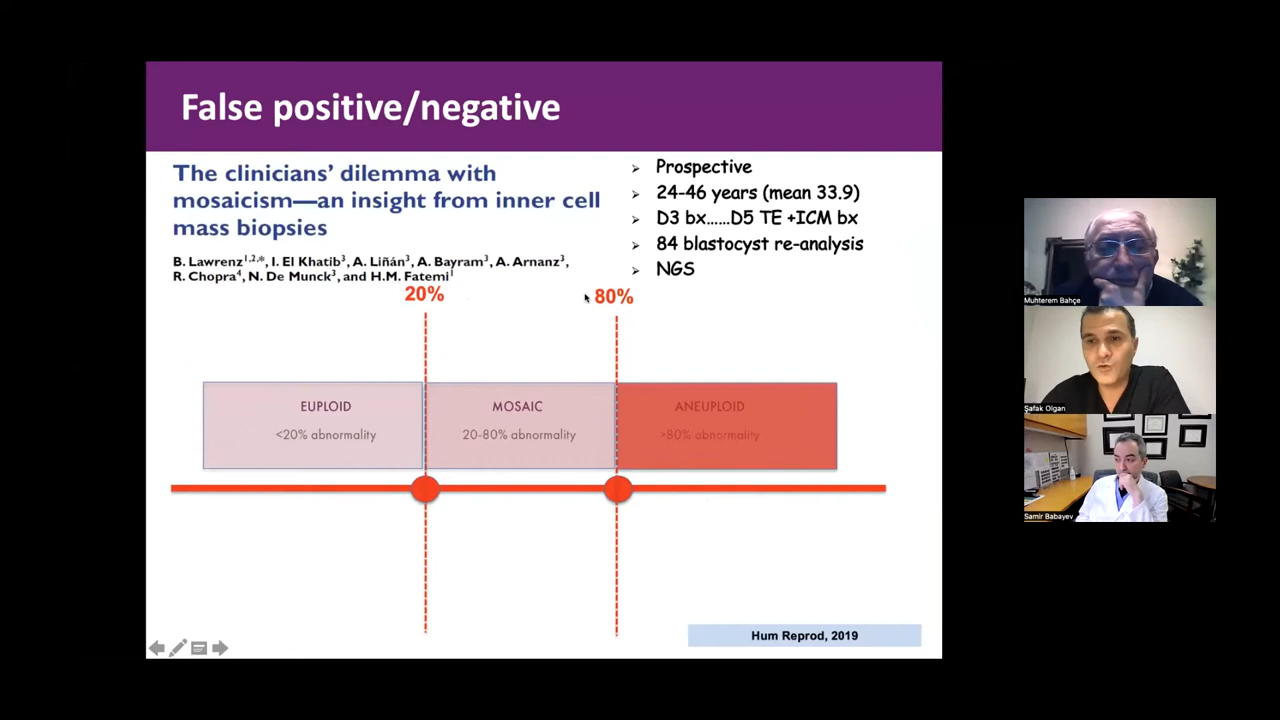 False positive/negative
The clinicians' dilemma with
mosaicism—an insight from inner cell
mass biopsies
B. Lawrenz1,2,*, I. El Khatib3, A. Liñán3, A. Bayram3, A. Arnanz3,
R. Chopra4, N. De Munck3, and H.M. Fatemi1
➢ Prospective
➢ 24-46 years (mean 33.9)
➢ D3 bx......D5 TE +ICM bx
➢ 84 blastocyst re-analysis
➢ NGS
20%
80%
EUPLOID
<20% abnormality
MOSAIC
20-80% abnormality
ANEUPLOID
>80% abnormality
Hum Reprod, 2019
Muhterem Bahçe
Şafak Olgan
Samir Babayev